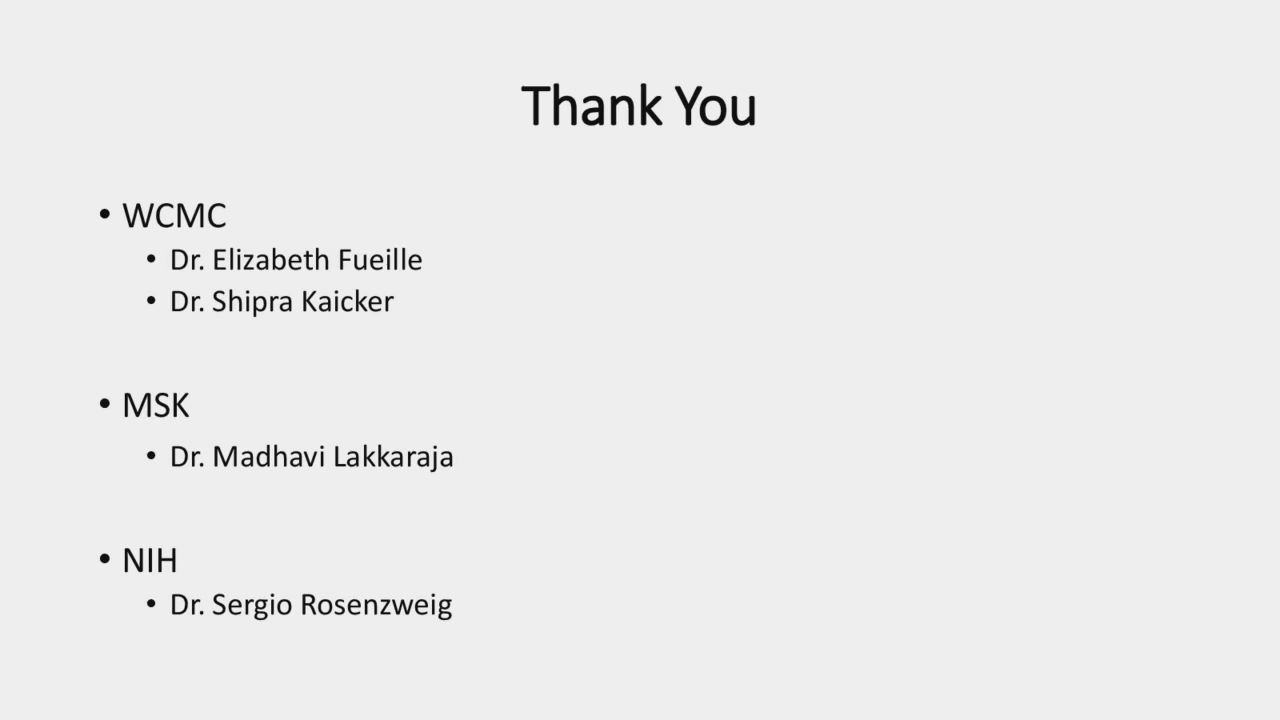 Thank You
• WCMC
• Dr. Elizabeth Fueille
• Dr. Shipra Kaicker
• MSK
• Dr. Madhavi Lakkaraja
• NIH
• Dr. Sergio Rosenzweig